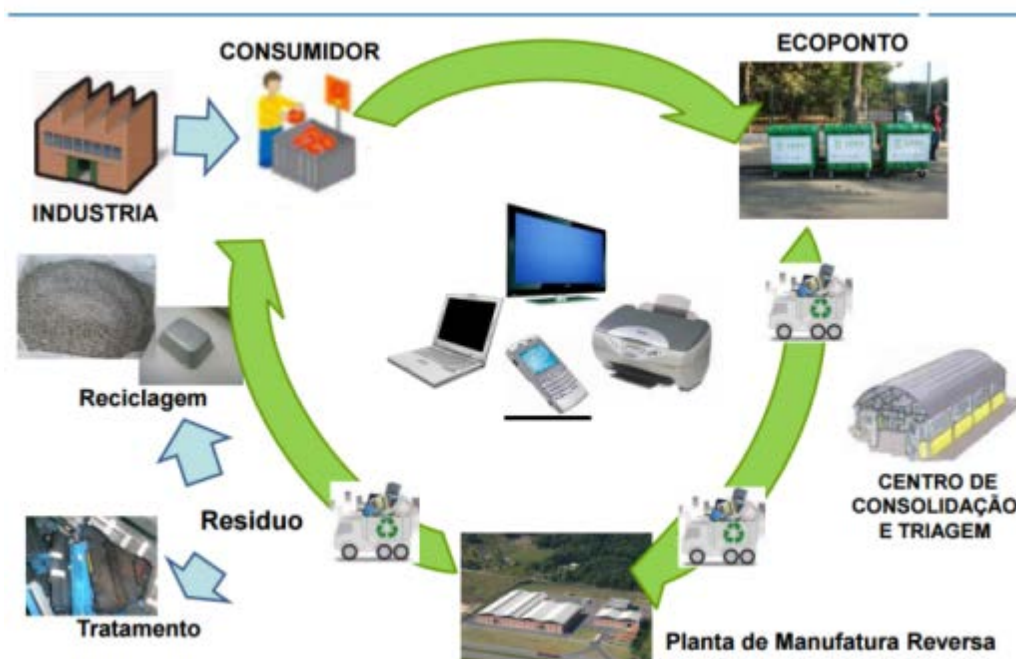 CONSUMIDOR
ECOPONTO
INDUSTRIA
Reciclagem
CENTRO DE
CONSOLIDAÇÃO
E TRIAGEM
Residuo
Tratamento
Planta de Manufatura Reversa